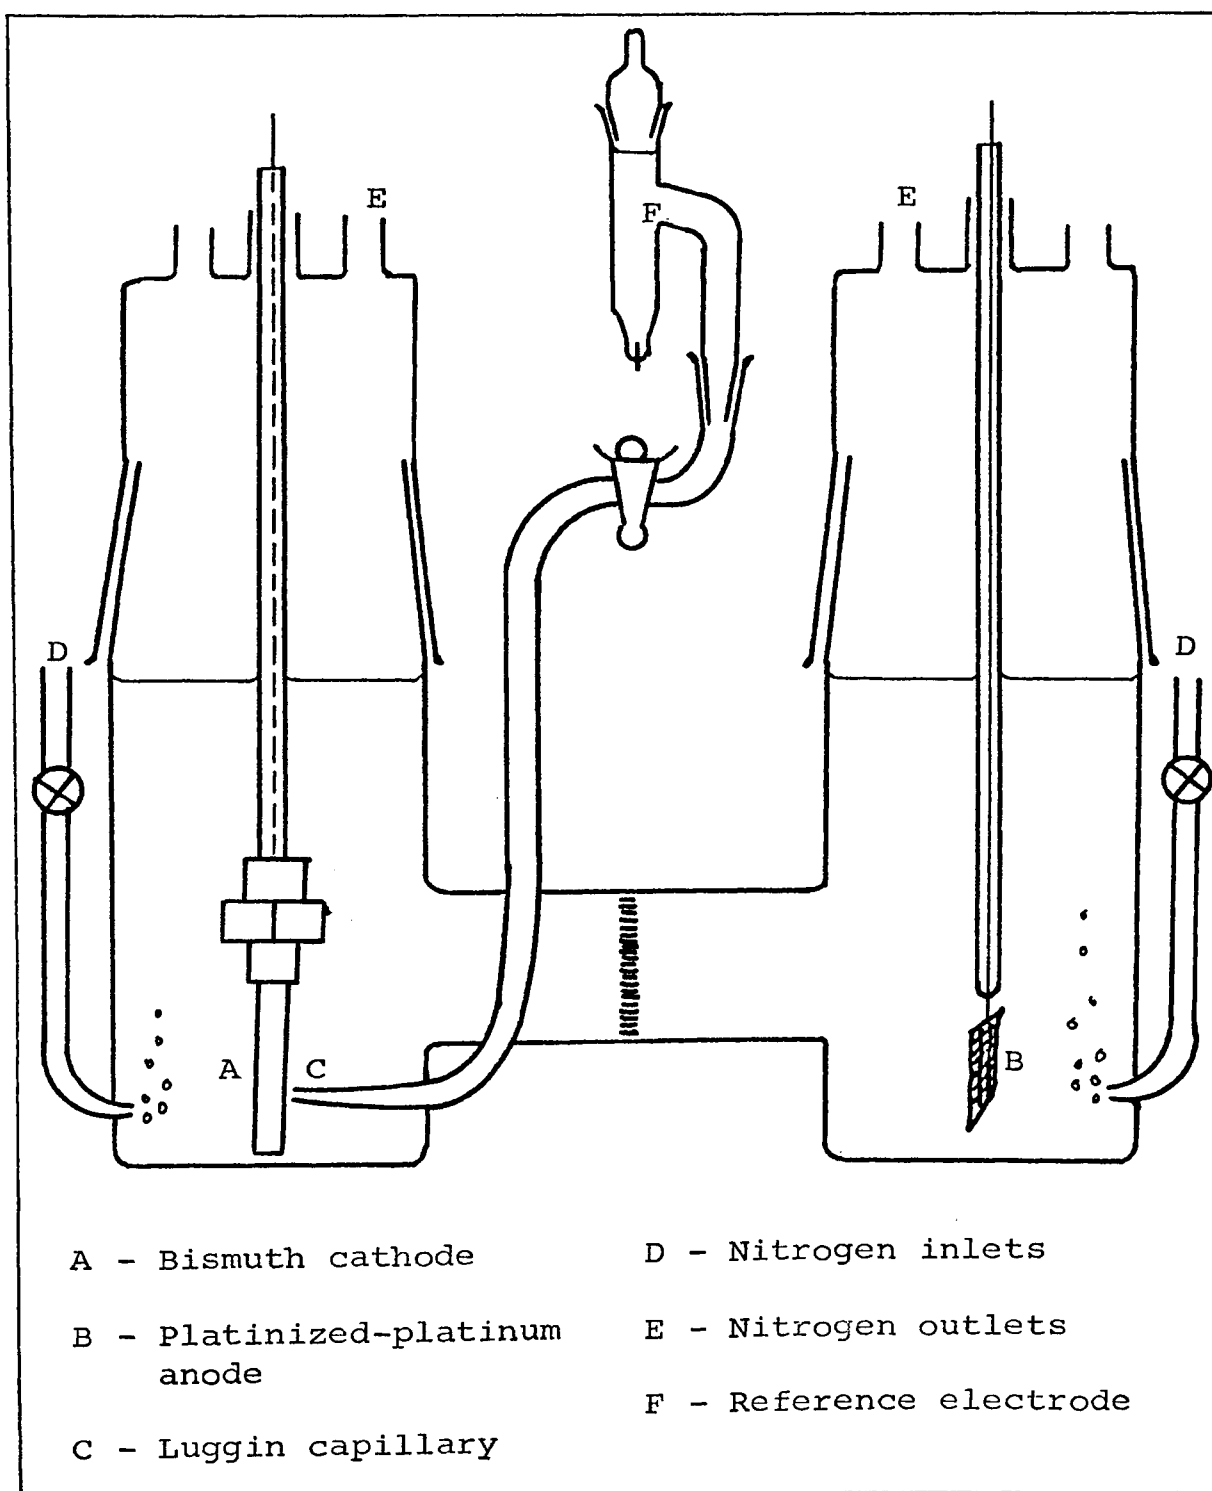 E
F
E
D
D
A
C
B
A - Bismuth cathode
B - Platinized-platinum
anode
C - Luggin capillary
D - Nitrogen inlets
E - Nitrogen outlets
F - Reference electrode